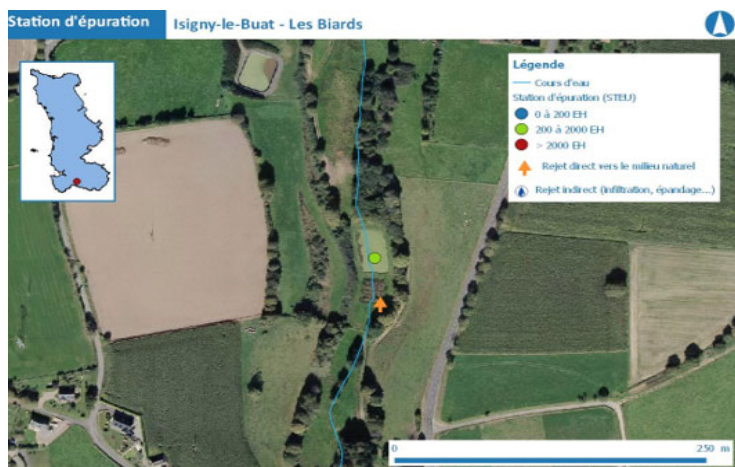 Station d'épuration
Isigny-le-Buat - Les Biards
Légende
Cours d'eau
Station d'épuration (STEU)
0 à 200 EH
200 à 2000 EH
> 2000 EH
Rejet direct vers le milieu naturel
Rejet indirect (infiltration, épandage...)
0 250 m